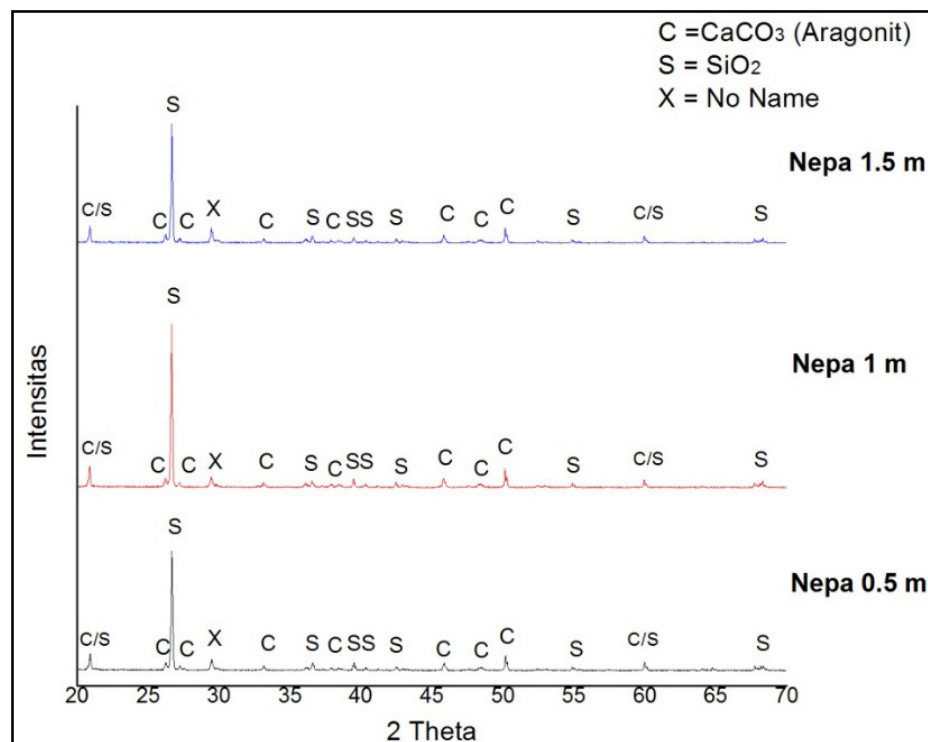 C =CaCO₃ (Aragonit)
S = SiO₂
X = No Name
S
Nepa 1.5 m
C/S C C X C S C SS S C C C S C/S S
S
Nepa 1 m
C/S C C X C S C SS S C C C S C/S S
S
Nepa 0.5 m
C/S C C X C S C SS S C C C S C/S S
Intensitas
20 25 30 35 40 45 50 55 60 65 70
2 Theta